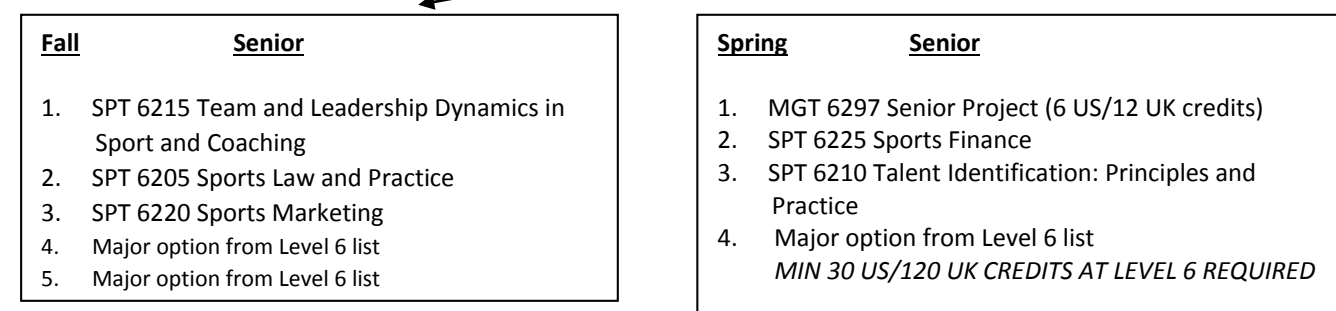 Fall Senior
1. SPT 6215 Team and Leadership Dynamics in
Sport and Coaching
2. SPT 6205 Sports Law and Practice
3. SPT 6220 Sports Marketing
4. Major option from Level 6 list
5. Major option from Level 6 list
Spring Senior
1. MGT 6297 Senior Project (6 US/12 UK credits)
2. SPT 6225 Sports Finance
3. SPT 6210 Talent Identification: Principles and
Practice
4. Major option from Level 6 list
MIN 30 US/120 UK CREDITS AT LEVEL 6 REQUIRED